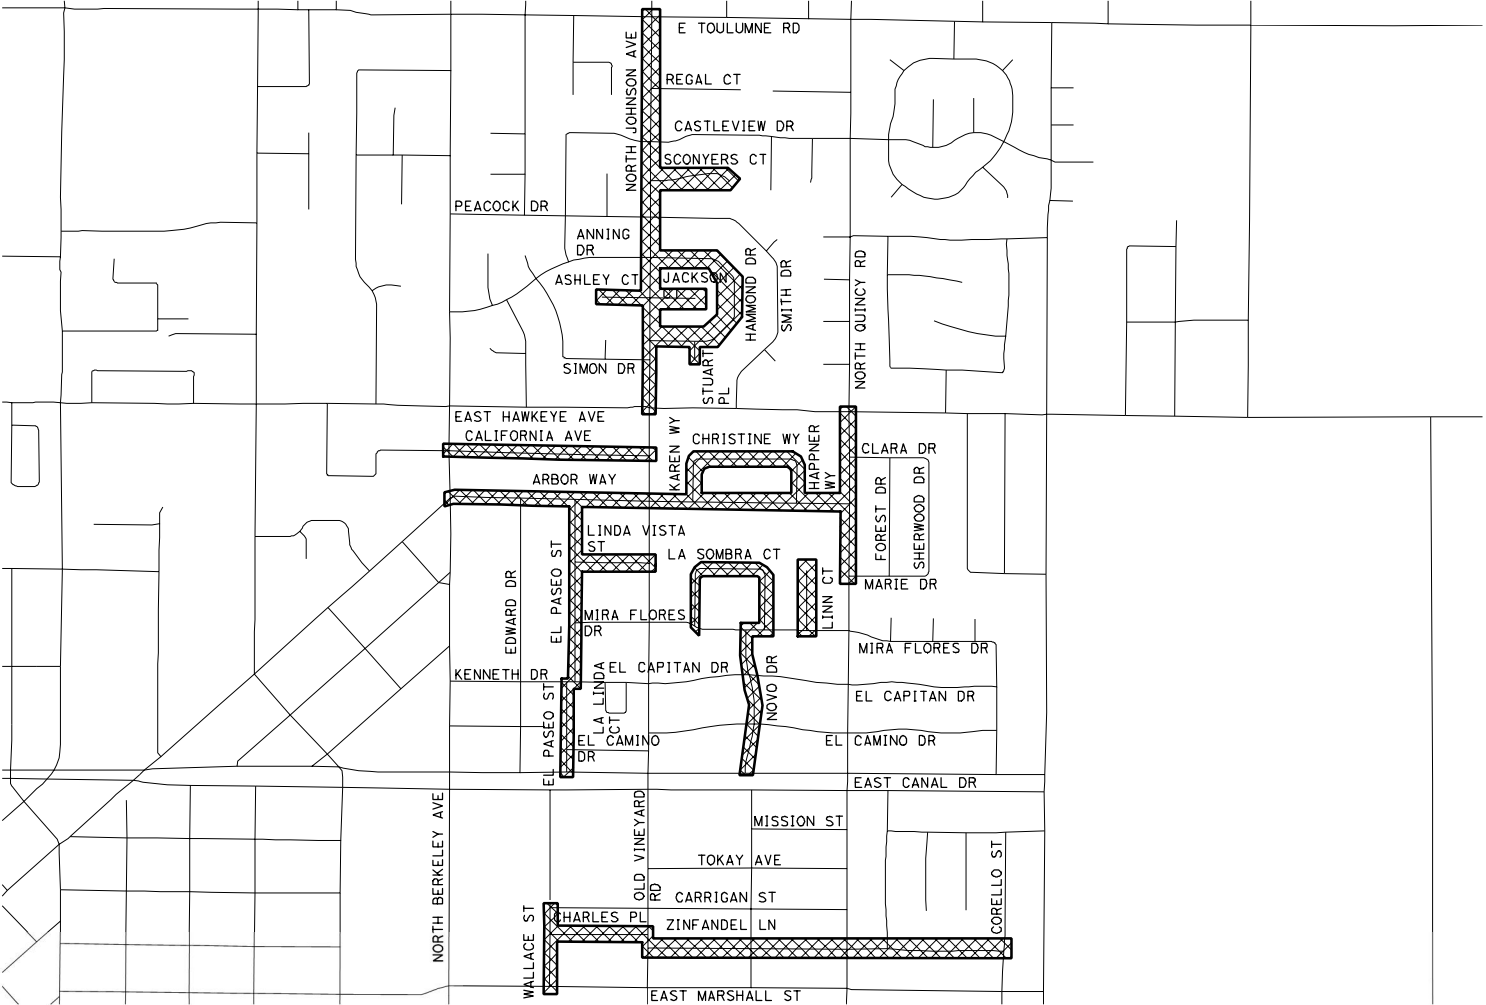 E TOULUMNE RD
NORTH JOHNSON AVE
REGAL CT
CASTLEVIEW DR
SCONYERS CT
PEACOCK DR
ANNING
DR
ASHLEY CT
JACKSON
HAMMOND DR
SMITH DR
NORTH QUINCY RD
SIMON DR
STUART
PL
EAST HAWKEYE AVE
CALIFORNIA AVE
KAREN WY
CHRISTINE WY
HAPPNER
WY
CLARA DR
ARBOR WAY
FOREST DR
SHERWOOD DR
LINDA VISTA
ST
LA SOMBRA CT
EL PASEO ST
EDWARD DR
LINN CT
MARIE DR
MIRA FLORES
DR
MIRA FLORES DR
KENNETH DR
EL CAPITAN DR
NOVO DR
EL CAPITAN DR
LA LINDA
CT
EL PASEO ST
EL CAMINO
DR
EL CAMINO DR
EAST CANAL DR
NORTH BERKELEY AVE
OLD VINEYARD
RD
MISSION ST
TOKAY AVE
CARRIGAN ST
CORELLO ST
WALLACE ST
CHARLES PL
ZINFANDEL LN
EAST MARSHALL ST